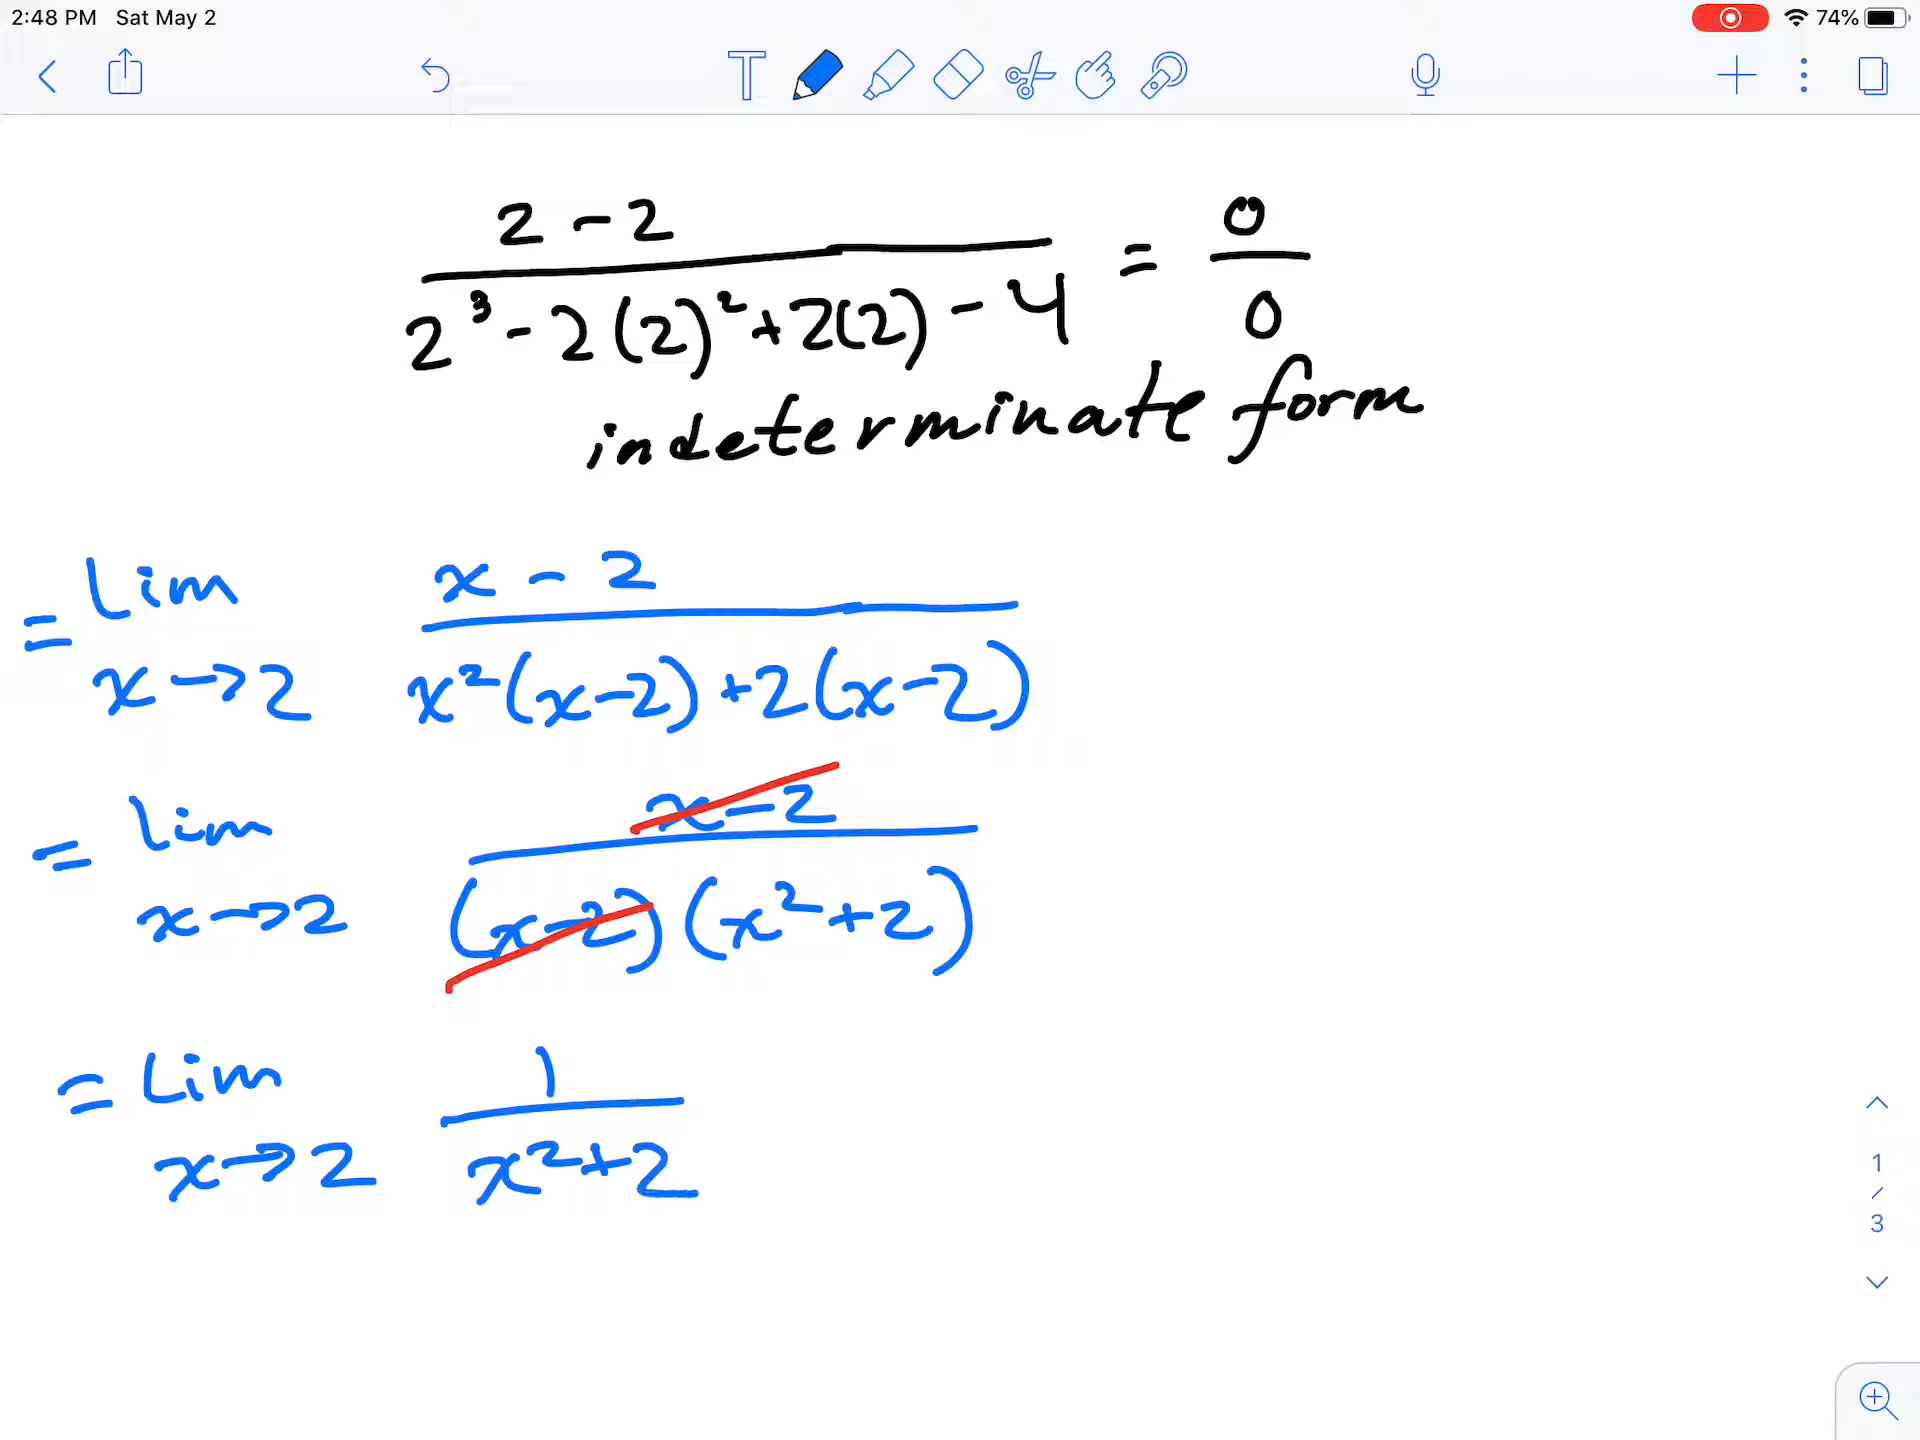 2:48 PM Sat May 2
74%
T
2 - 2
2³ - 2(2)² + 2(2) - 4
= 0/0
indeterminate form
= lim x→2 (x - 2)/(x²(x-2) + 2(x-2))
= lim x→2 (x-2)/((x-2)(x²+2))
= lim x→2 1/(x²+2)
1
/
3